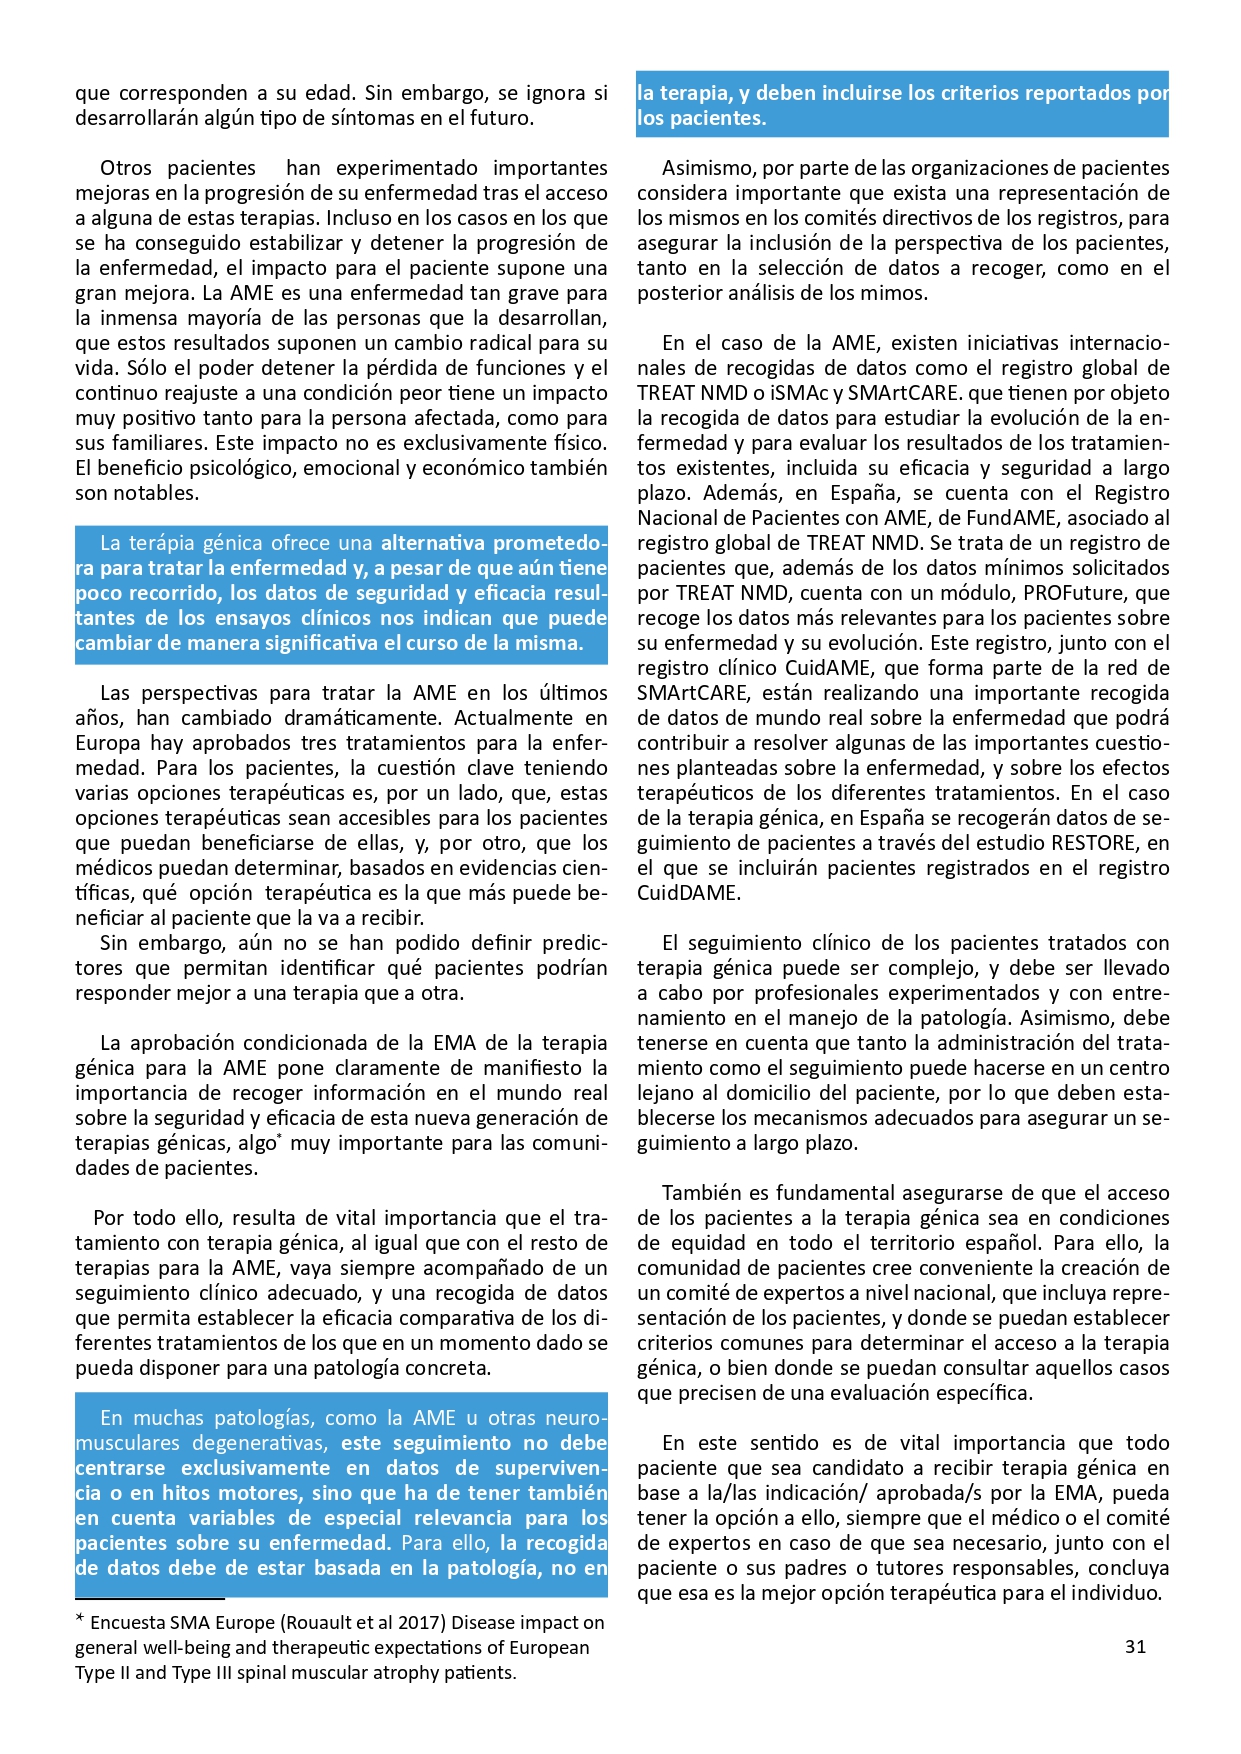 que corresponden a su edad. Sin embargo, se ignora si
desarrollarán algún tipo de síntomas en el futuro.
Otros pacientes han experimentado importantes
mejoras en la progresión de su enfermedad tras el acceso
a alguna de estas terapias. Incluso en los casos en los que
se ha conseguido estabilizar y detener la progresión de
la enfermedad, el impacto para el paciente supone una
gran mejora. La AME es una enfermedad tan grave para
la inmensa mayoría de las personas que la desarrollan,
que estos resultados suponen un cambio radical para su
vida. Sólo el poder detener la pérdida de funciones y el
continuo reajuste a una condición peor tiene un impacto
muy positivo tanto para la persona afectada, como para
sus familiares. Este impacto no es exclusivamente físico.
El beneficio psicológico, emocional y económico también
son notables.
La terápia génica ofrece una alternativa prometedo-
ra para tratar la enfermedad y, a pesar de que aún tiene
poco recorrido, los datos de seguridad y eficacia resul-
tantes de los ensayos clínicos nos indican que puede
cambiar de manera significativa el curso de la misma.
Las perspectivas para tratar la AME en los últimos
años, han cambiado dramáticamente. Actualmente en
Europa hay aprobados tres tratamientos para la enfer-
medad. Para los pacientes, la cuestión clave teniendo
varias opciones terapéuticas es, por un lado, que, estas
opciones terapéuticas sean accesibles para los pacientes
que puedan beneficiarse de ellas, y, por otro, que los
médicos puedan determinar, basados en evidencias cien-
tíficas, qué opción terapéutica es la que más puede be-
neficiar al paciente que la va a recibir.
Sin embargo, aún no se han podido definir predic-
tores que permitan identificar qué pacientes podrían
responder mejor a una terapia que a otra.
La aprobación condicionada de la EMA de la terapia
génica para la AME pone claramente de manifiesto la
importancia de recoger información en el mundo real
sobre la seguridad y eficacia de esta nueva generación de
terapias génicas, algo* muy importante para las comuni-
dades de pacientes.
Por todo ello, resulta de vital importancia que el tra-
tamiento con terapia génica, al igual que con el resto de
terapias para la AME, vaya siempre acompañado de un
seguimiento clínico adecuado, y una recogida de datos
que permita establecer la eficacia comparativa de los di-
ferentes tratamientos de los que en un momento dado se
pueda disponer para una patología concreta.
En muchas patologías, como la AME u otras neuro-
musculares degenerativas, este seguimiento no debe
centrarse exclusivamente en datos de superviven-
cia o en hitos motores, sino que ha de tener también
en cuenta variables de especial relevancia para los
pacientes sobre su enfermedad. Para ello, la recogida
de datos debe de estar basada en la patología, no en
* Encuesta SMA Europe (Rouault et al 2017) Disease impact on
general well-being and therapeutic expectations of European
Type II and Type III spinal muscular atrophy patients.
la terapia, y deben incluirse los criterios reportados por
los pacientes.
Asimismo, por parte de las organizaciones de pacientes
considera importante que exista una representación de
los mismos en los comités directivos de los registros, para
asegurar la inclusión de la perspectiva de los pacientes,
tanto en la selección de datos a recoger, como en el
posterior análisis de los mimos.
En el caso de la AME, existen iniciativas internacio-
nales de recogidas de datos como el registro global de
TREAT NMD o iSMAc y SMArtCARE. que tienen por objeto
la recogida de datos para estudiar la evolución de la en-
fermedad y para evaluar los resultados de los tratamien-
tos existentes, incluida su eficacia y seguridad a largo
plazo. Además, en España, se cuenta con el Registro
Nacional de Pacientes con AME, de FundAME, asociado al
registro global de TREAT NMD. Se trata de un registro de
pacientes que, además de los datos mínimos solicitados
por TREAT NMD, cuenta con un módulo, PROFuture, que
recoge los datos más relevantes para los pacientes sobre
su enfermedad y su evolución. Este registro, junto con el
registro clínico CuidAME, que forma parte de la red de
SMArtCARE, están realizando una importante recogida
de datos de mundo real sobre la enfermedad que podrá
contribuir a resolver algunas de las importantes cuestio-
nes planteadas sobre la enfermedad, y sobre los efectos
terapéuticos de los diferentes tratamientos. En el caso
de la terapia génica, en España se recogerán datos de se-
guimiento de pacientes a través del estudio RESTORE, en
el que se incluirán pacientes registrados en el registro
CuidDAME.
El seguimiento clínico de los pacientes tratados con
terapia génica puede ser complejo, y debe ser llevado
a cabo por profesionales experimentados y con entre-
namiento en el manejo de la patología. Asimismo, debe
tenerse en cuenta que tanto la administración del trata-
miento como el seguimiento puede hacerse en un centro
lejano al domicilio del paciente, por lo que deben esta-
blecerse los mecanismos adecuados para asegurar un se-
guimiento a largo plazo.
También es fundamental asegurarse de que el acceso
de los pacientes a la terapia génica sea en condiciones
de equidad en todo el territorio español. Para ello, la
comunidad de pacientes cree conveniente la creación de
un comité de expertos a nivel nacional, que incluya repre-
sentación de los pacientes, y donde se puedan establecer
criterios comunes para determinar el acceso a la terapia
génica, o bien donde se puedan consultar aquellos casos
que precisen de una evaluación específica.
En este sentido es de vital importancia que todo
paciente que sea candidato a recibir terapia génica en
base a la/las indicación/ aprobada/s por la EMA, pueda
tener la opción a ello, siempre que el médico o el comité
de expertos en caso de que sea necesario, junto con el
paciente o sus padres o tutores responsables, concluya
que esa es la mejor opción terapéutica para el individuo.
31